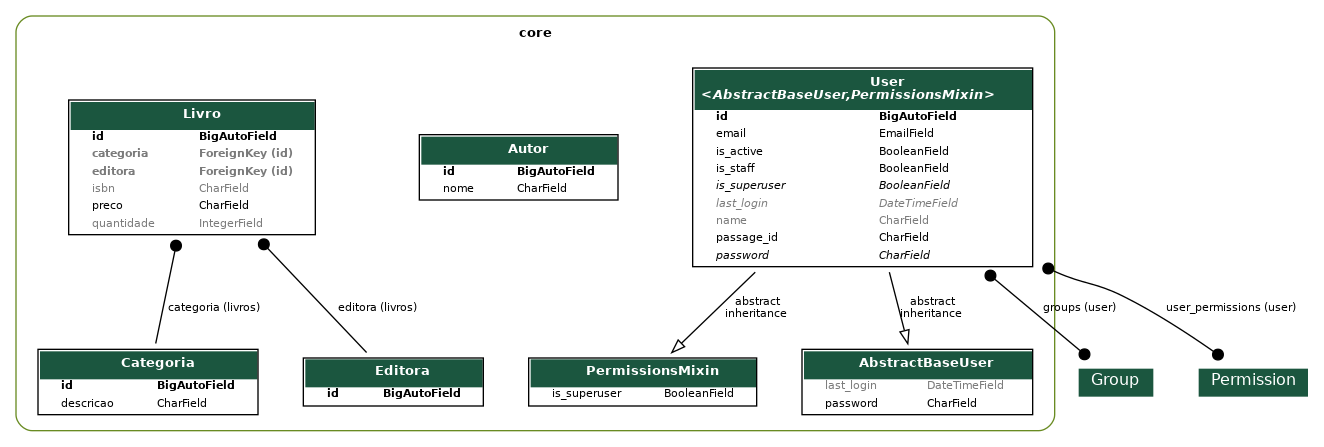 core
Livro
id BigAutoField
categoria ForeignKey (id)
editora ForeignKey (id)
isbn CharField
preco CharField
quantidade IntegerField
Autor
id BigAutoField
nome CharField
User
<AbstractBaseUser,PermissionsMixin>
id BigAutoField
email EmailField
is_active BooleanField
is_staff BooleanField
is_superuser BooleanField
last_login DateTimeField
name CharField
passage_id CharField
password CharField
categoria (livros)
editora (livros)
abstract
inheritance
abstract
inheritance
groups (user)
user_permissions (user)
Categoria
id BigAutoField
descricao CharField
Editora
id BigAutoField
PermissionsMixin
is_superuser BooleanField
AbstractBaseUser
last_login DateTimeField
password CharField
Group
Permission